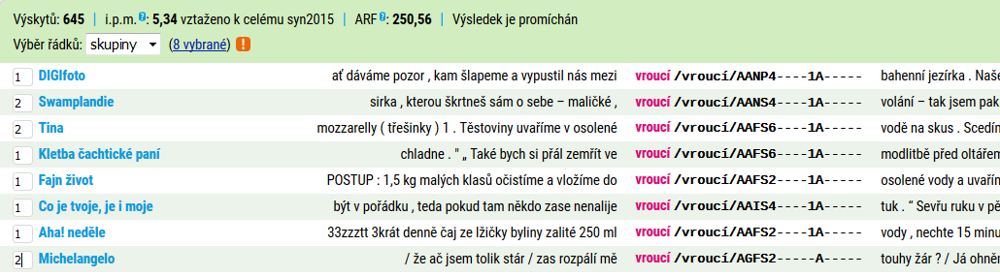 Výskytů: 645 | i.p.m.?: 5,34 vztaženo k celému syn2015 | ARF?: 250,56 | Výsledek je promíchán
Výběr řádků: skupiny (8 vybrané) !
1 DIGIfoto ať dáváme pozor , kam šlapeme a vypustil nás mezi vroucí /vroucí/AANP4----1A----- bahenní jezírka . Naše
2 Swamplandie sirka , kterou škrtneš sám o sebe – maličké , vroucí /vroucí/AANS4----1A----- volání – tak jsem pak
2 Tina mozzarelly ( třešinky ) 1 . Těstoviny uvaříme v osolené vroucí /vroucí/AAFS6----1A----- vodě na skus . Scedím
1 Kletba čachtické paní chladne . " „ Také bych si přál zemřít ve vroucí /vroucí/AAFS6----1A----- modlitbě před oltářem
1 Fajn život POSTUP : 1,5 kg malých klasů očistíme a vložíme do vroucí /vroucí/AAFS2----1A----- osolené vody a uvařín
1 Co je tvoje, je i moje být v pořádku , teda pokud tam někdo zase nenalije vroucí /vroucí/AAIS4----1A----- tuk . “ Sevřu ruku v pě
1 Aha! neděle 33zzztt 3krát denně čaj ze lžičky byliny zalité 250 ml vroucí /vroucí/AAFS2----1A----- vody , nechte 15 minu
2 Michelangelo / že ač jsem tolik stár / zas rozpálí mě vroucí /vroucí/AGFS2-----A----- touhy žár ? / Já ohněn